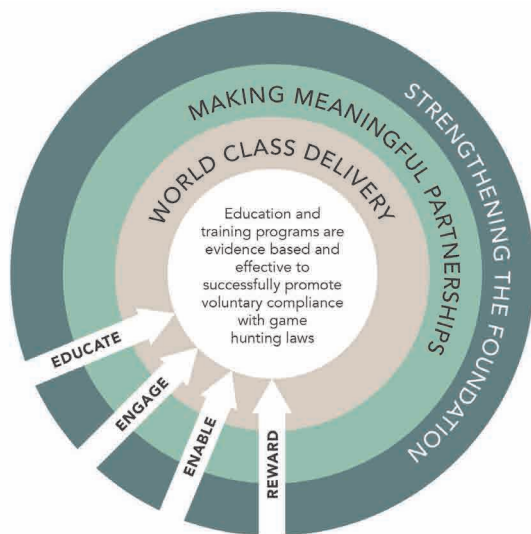 STRENGTHENING THE FOUNDATION
MAKING MEANINGFUL PARTNERSHIPS
WORLD CLASS DELIVERY
Education and
training programs are
evidence based and
effective to
successfully promote
voluntary compliance
with game
hunting laws
EDUCATE
ENGAGE
ENABLE
REWARD